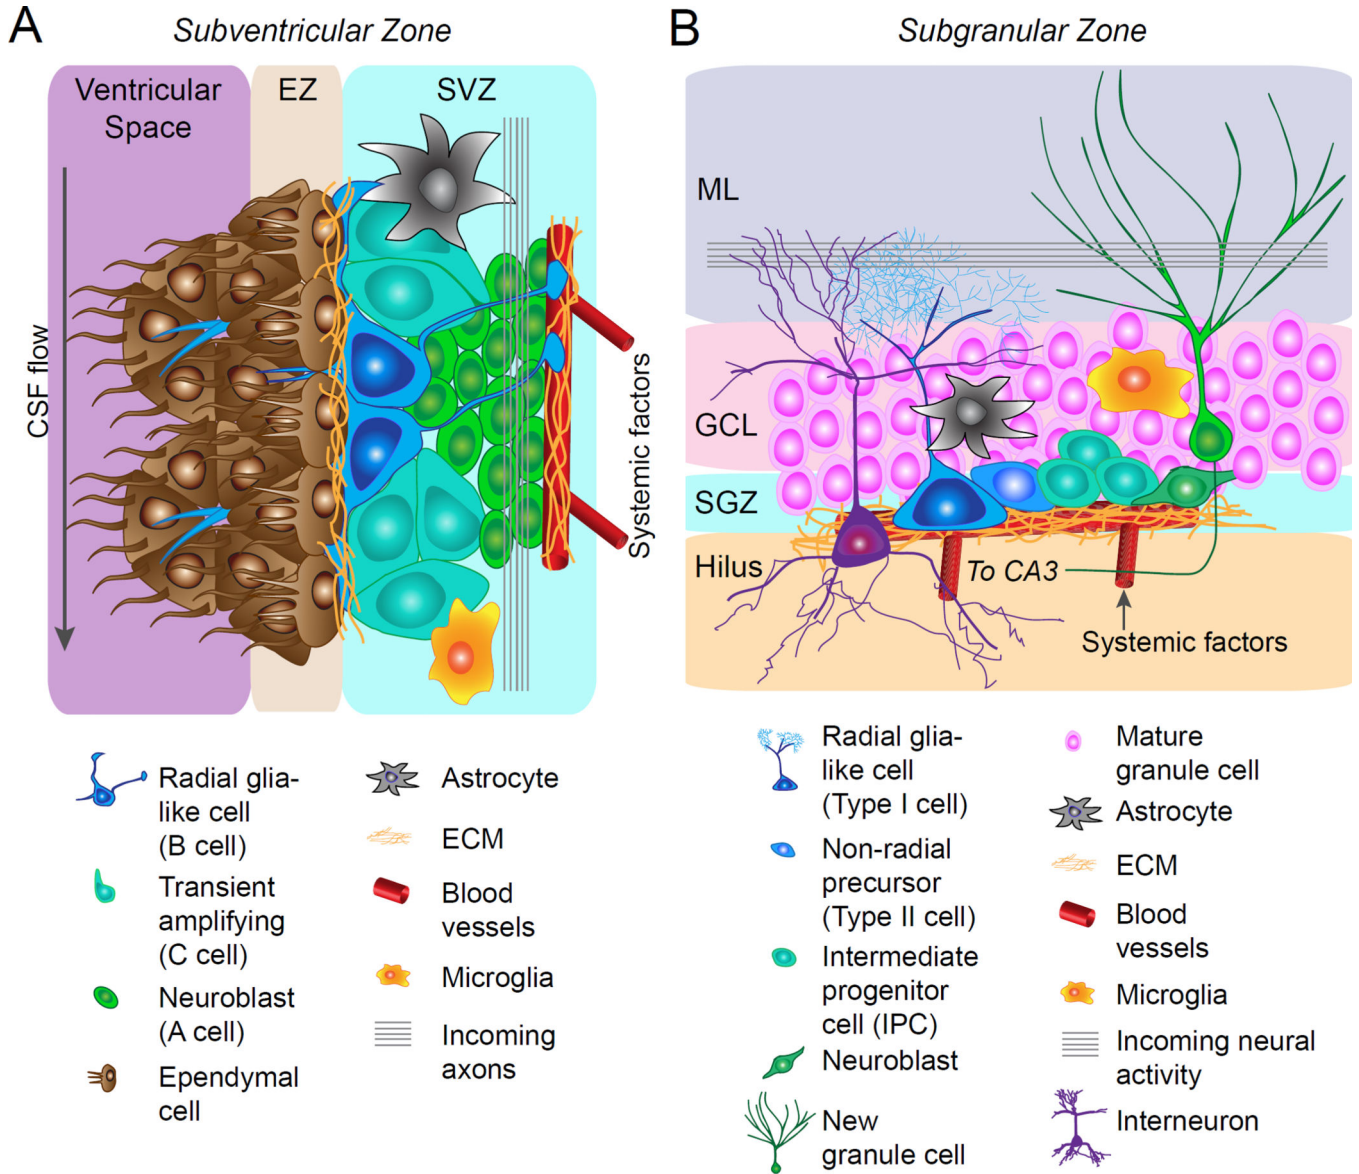 A
Subventricular Zone
Ventricular
Space
EZ
SVZ
CSF flow
Systemic factors
Radial glia-
like cell
(B cell)
Transient
amplifying
(C cell)
Neuroblast
(A cell)
Ependymal
cell
Astrocyte
ECM
Blood
vessels
Microglia
Incoming
axons
B
Subgranular Zone
ML
GCL
SGZ
Hilus
To CA3
Systemic factors
Radial glia-
like cell
(Type I cell)
Non-radial
precursor
(Type II cell)
Intermediate
progenitor
cell (IPC)
Neuroblast
New
granule cell
Mature
granule cell
Astrocyte
ECM
Blood
vessels
Microglia
Incoming neural
activity
Interneuron